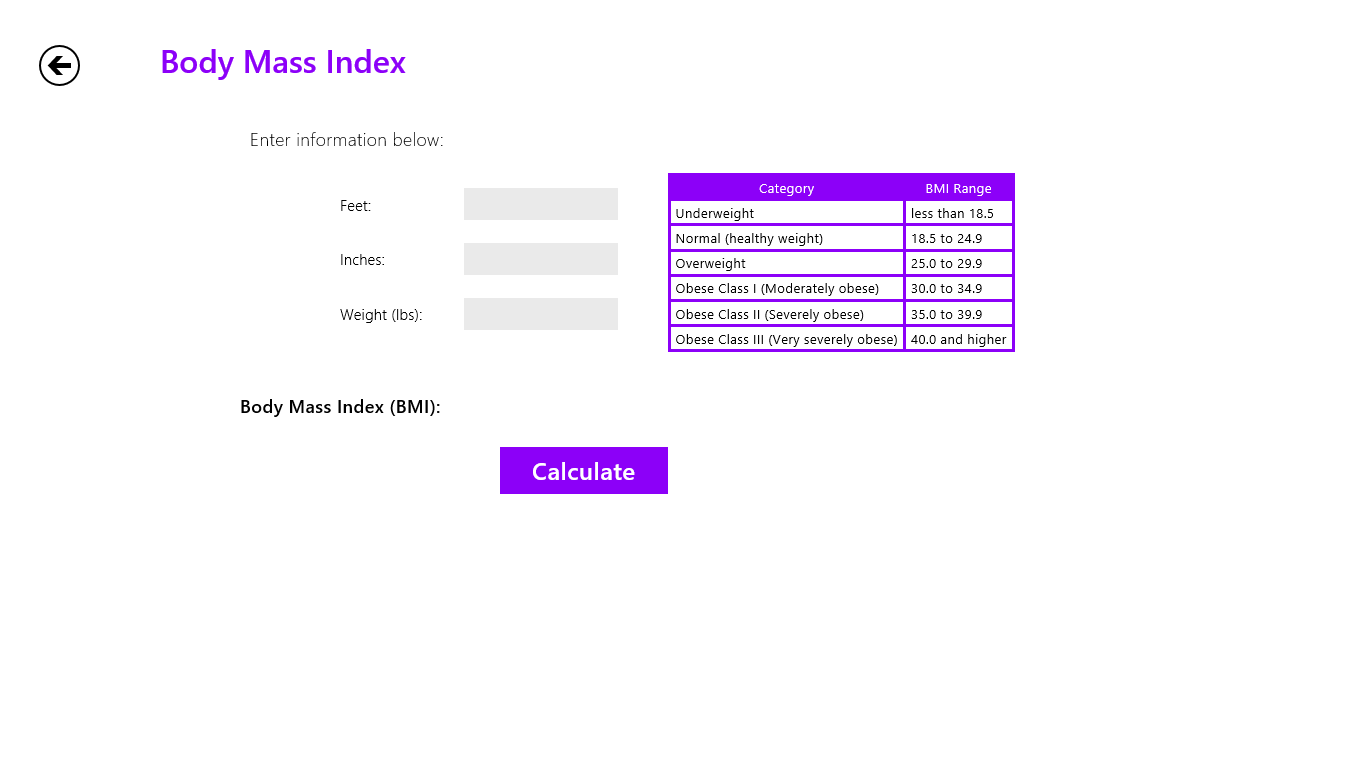 Body Mass Index
Enter information below:
Feet:
Inches:
Weight (lbs):
Category BMI Range
Underweight less than 18.5
Normal (healthy weight) 18.5 to 24.9
Overweight 25.0 to 29.9
Obese Class I (Moderately obese) 30.0 to 34.9
Obese Class II (Severely obese) 35.0 to 39.9
Obese Class III (Very severely obese) 40.0 and higher
Body Mass Index (BMI):
Calculate